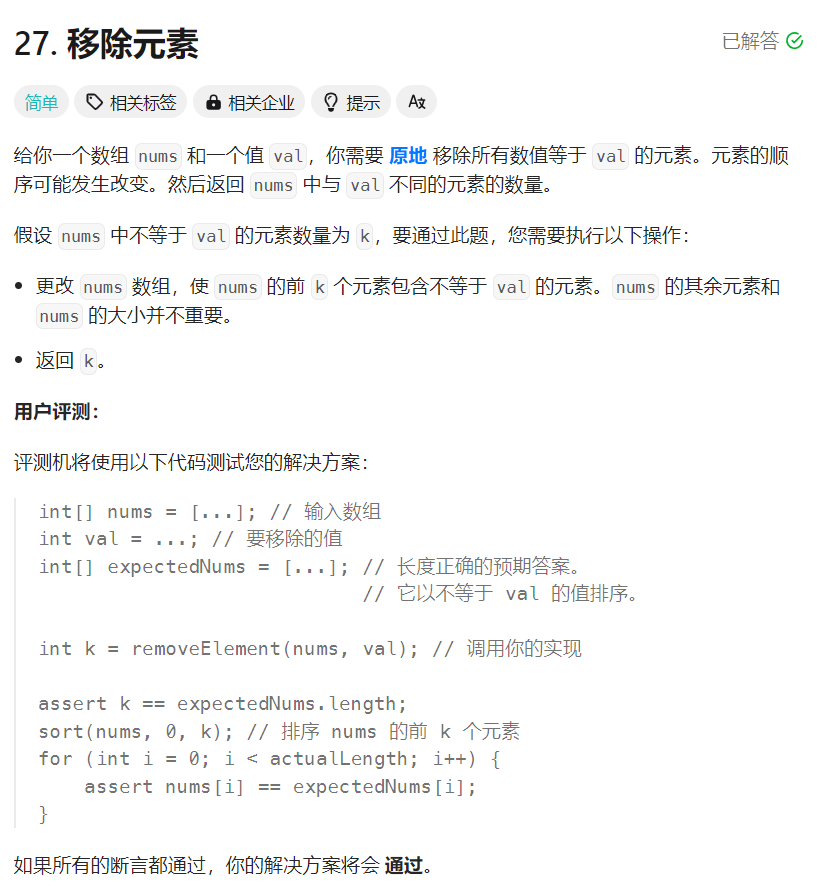 27. 移除元素
已解答
简单 相关标签 相关企业 提示
给你一个数组 nums 和一个值 val，你需要 原地 移除所有数值等于 val 的元素。元素的顺
序可能发生改变。然后返回 nums 中与 val 不同的元素的数量。
假设 nums 中不等于 val 的元素数量为 k，要通过此题，您需要执行以下操作：
• 更改 nums 数组，使 nums 的前 k 个元素包含不等于 val 的元素。nums 的其余元素和
nums 的大小并不重要。
• 返回 k。
用户评测：
评测机将使用以下代码测试您的解决方案：
int[] nums = [...]; // 输入数组
int val = ...; // 要移除的值
int[] expectedNums = [...]; // 长度正确的预期答案。
// 它以不等于 val 的值排序。
int k = removeElement(nums, val); // 调用你的实现
assert k == expectedNums.length;
sort(nums, 0, k); // 排序 nums 的前 k 个元素
for (int i = 0; i < actualLength; i++) {
    assert nums[i] == expectedNums[i];
}
如果所有的断言都通过，你的解决方案将会 通过。